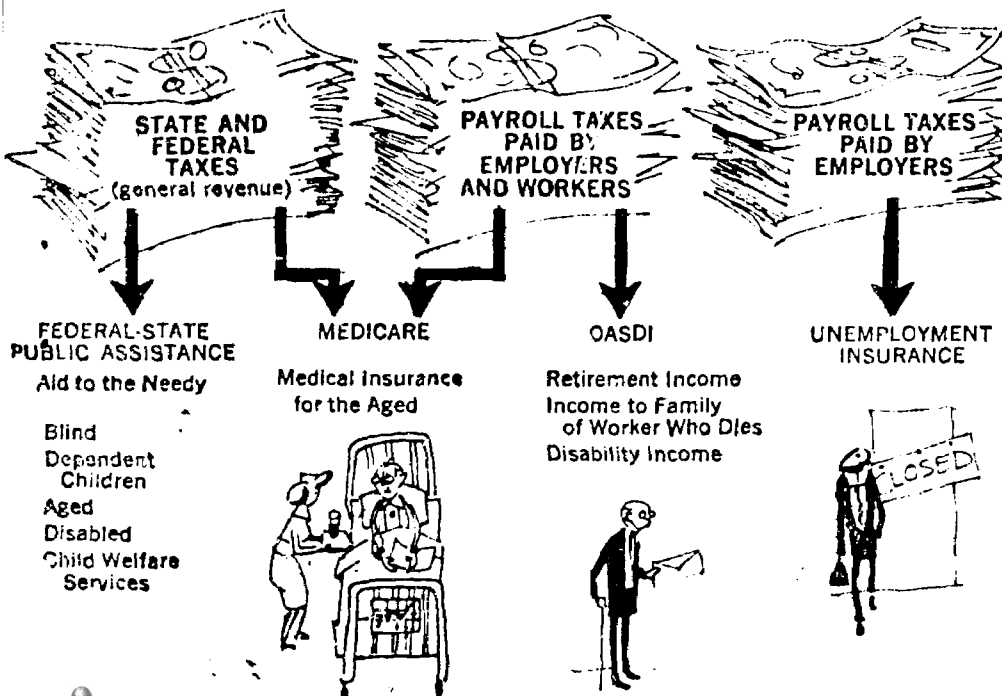 STATE AND
FEDERAL
TAXES
(general revenue)
PAYROLL TAXES
PAID BY
EMPLOYERS
AND WORKERS
PAYROLL TAXES
PAID BY
EMPLOYERS
FEDERAL-STATE
PUBLIC ASSISTANCE
Aid to the Needy
Blind
Dependent
Children
Aged
Disabled
Child Welfare
Services
MEDICARE
Medical Insurance
for the Aged
OASDI
Retirement Income
Income to Family
of Worker Who Dies
Disability Income
UNEMPLOYMENT
INSURANCE
LOSED